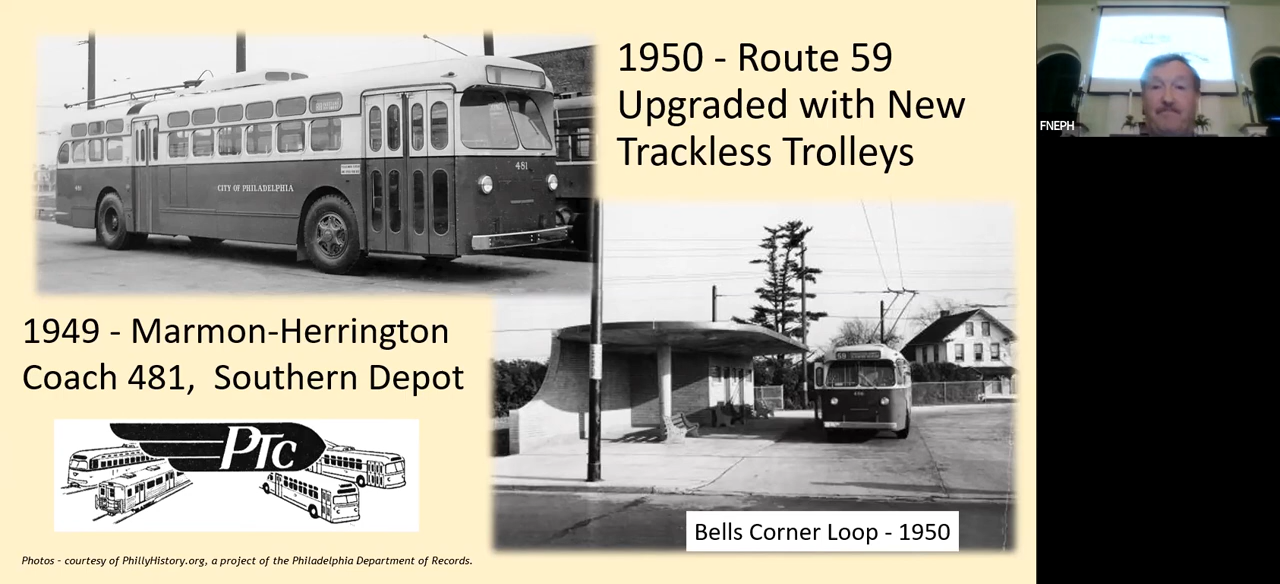 1950 - Route 59
Upgraded with New
Trackless Trolleys
FNEPH
CITY OF PHILADELPHIA
481
1949 - Marmon-Herrington
Coach 481,  Southern Depot
59
PTC
Bells Corner Loop - 1950
Photos - courtesy of PhillyHistory.org, a project of the Philadelphia Department of Records.